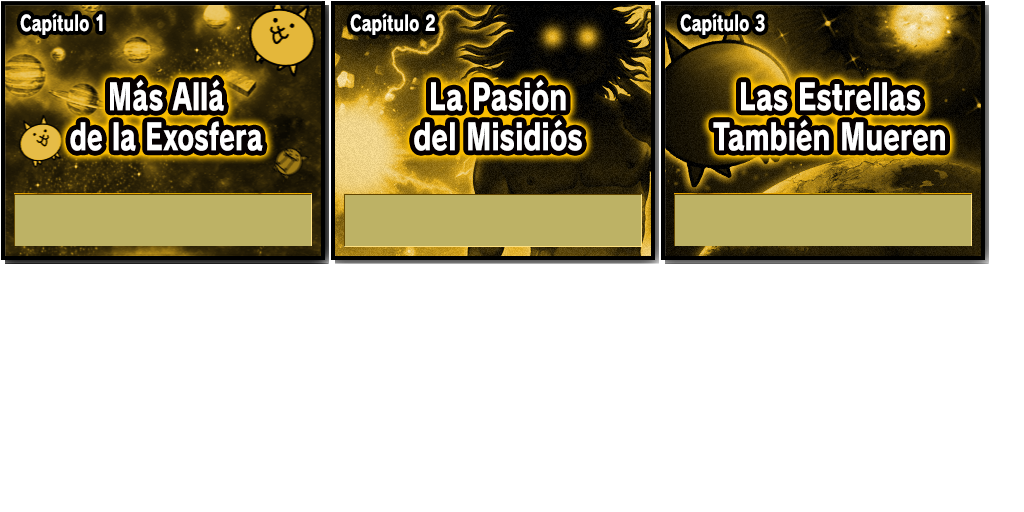 Capítulo 1
Más Allá
de la Exosfera
Capítulo 2
La Pasión
del Misidiós
Capítulo 3
Las Estrellas
También Mueren